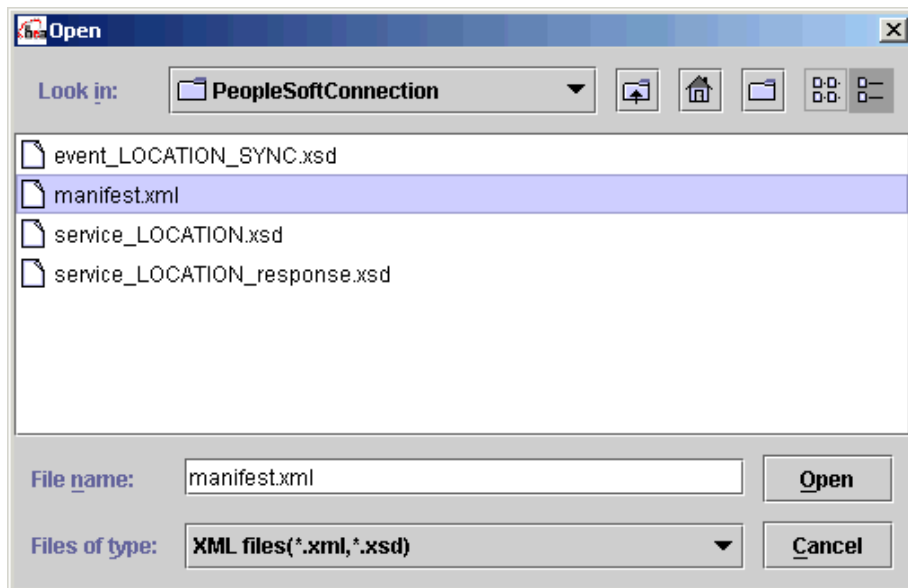 bea Open
Look in: PeopleSoftConnection
event_LOCATION_SYNC.xsd
manifest.xml
service_LOCATION.xsd
service_LOCATION_response.xsd
File name: manifest.xml Open
Files of type: XML files(*.xml,*.xsd) Cancel